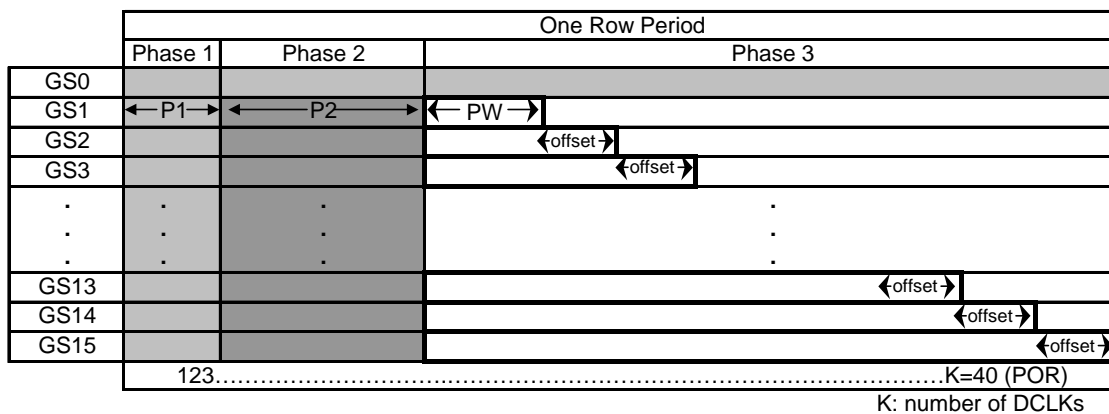 One Row Period
Phase 1 Phase 2 Phase 3
GS0
GS1 P1 P2 PW
GS2 offset
GS3 offset
. . .
. . .
. . .
GS13 offset
GS14 offset
GS15 offset
123……………………………………………………………………………………K=40 (POR)
K: number of DCLKs